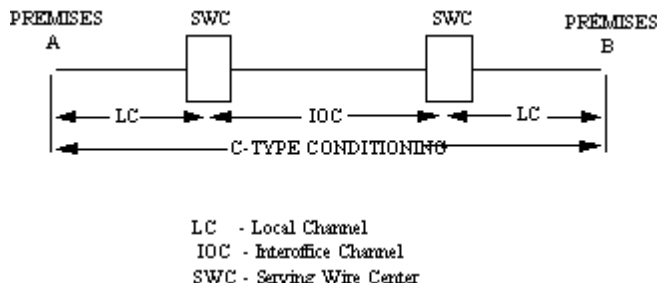 PREMISES A
SWC
SWC
PREMISES B
LC
IOC
LC
C-TYPE CONDITIONING
LC - Local Channel
IOC - Interoffice Channel
SWC - Serving Wire Center